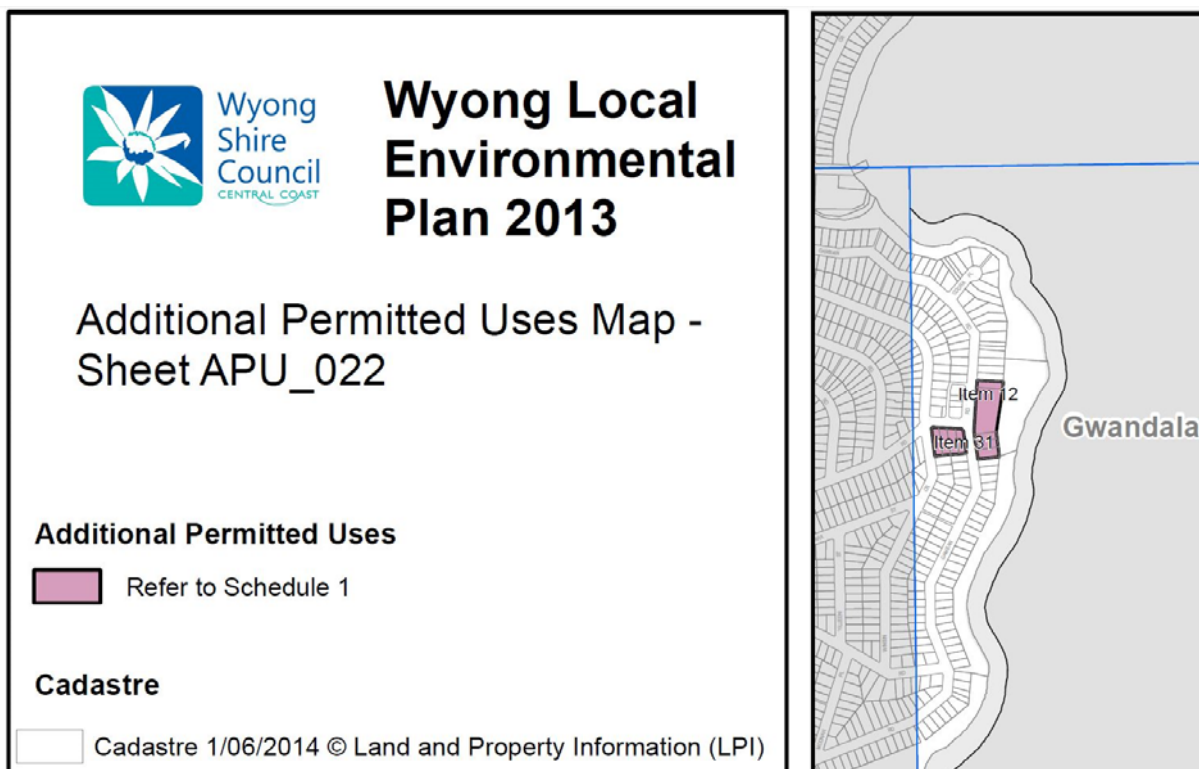 Wyong
Shire
Council
CENTRAL COAST
Wyong Local
Environmental
Plan 2013
Additional Permitted Uses Map -
Sheet APU_022
Additional Permitted Uses
Refer to Schedule 1
Cadastre
Cadastre 1/06/2014 © Land and Property Information (LPI)
Item 12
Item 31
Gwandala